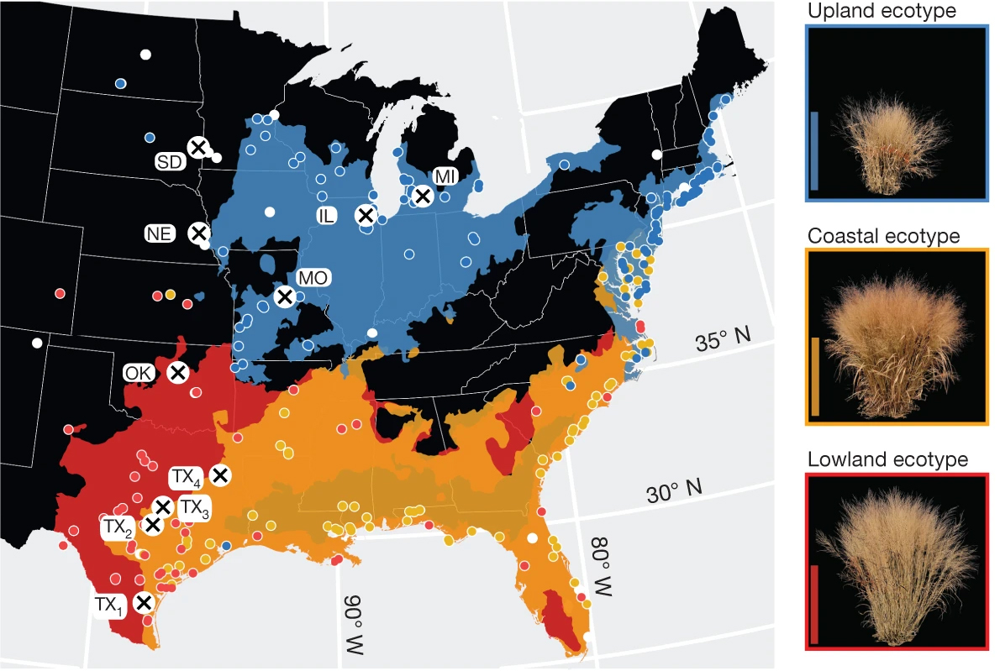 Upland ecotype
MI
SD
IL
NE
Coastal ecotype
MO
35° N
OK
Lowland ecotype
TX4
30° N
TX3
TX2
80° W
TX1
90° W